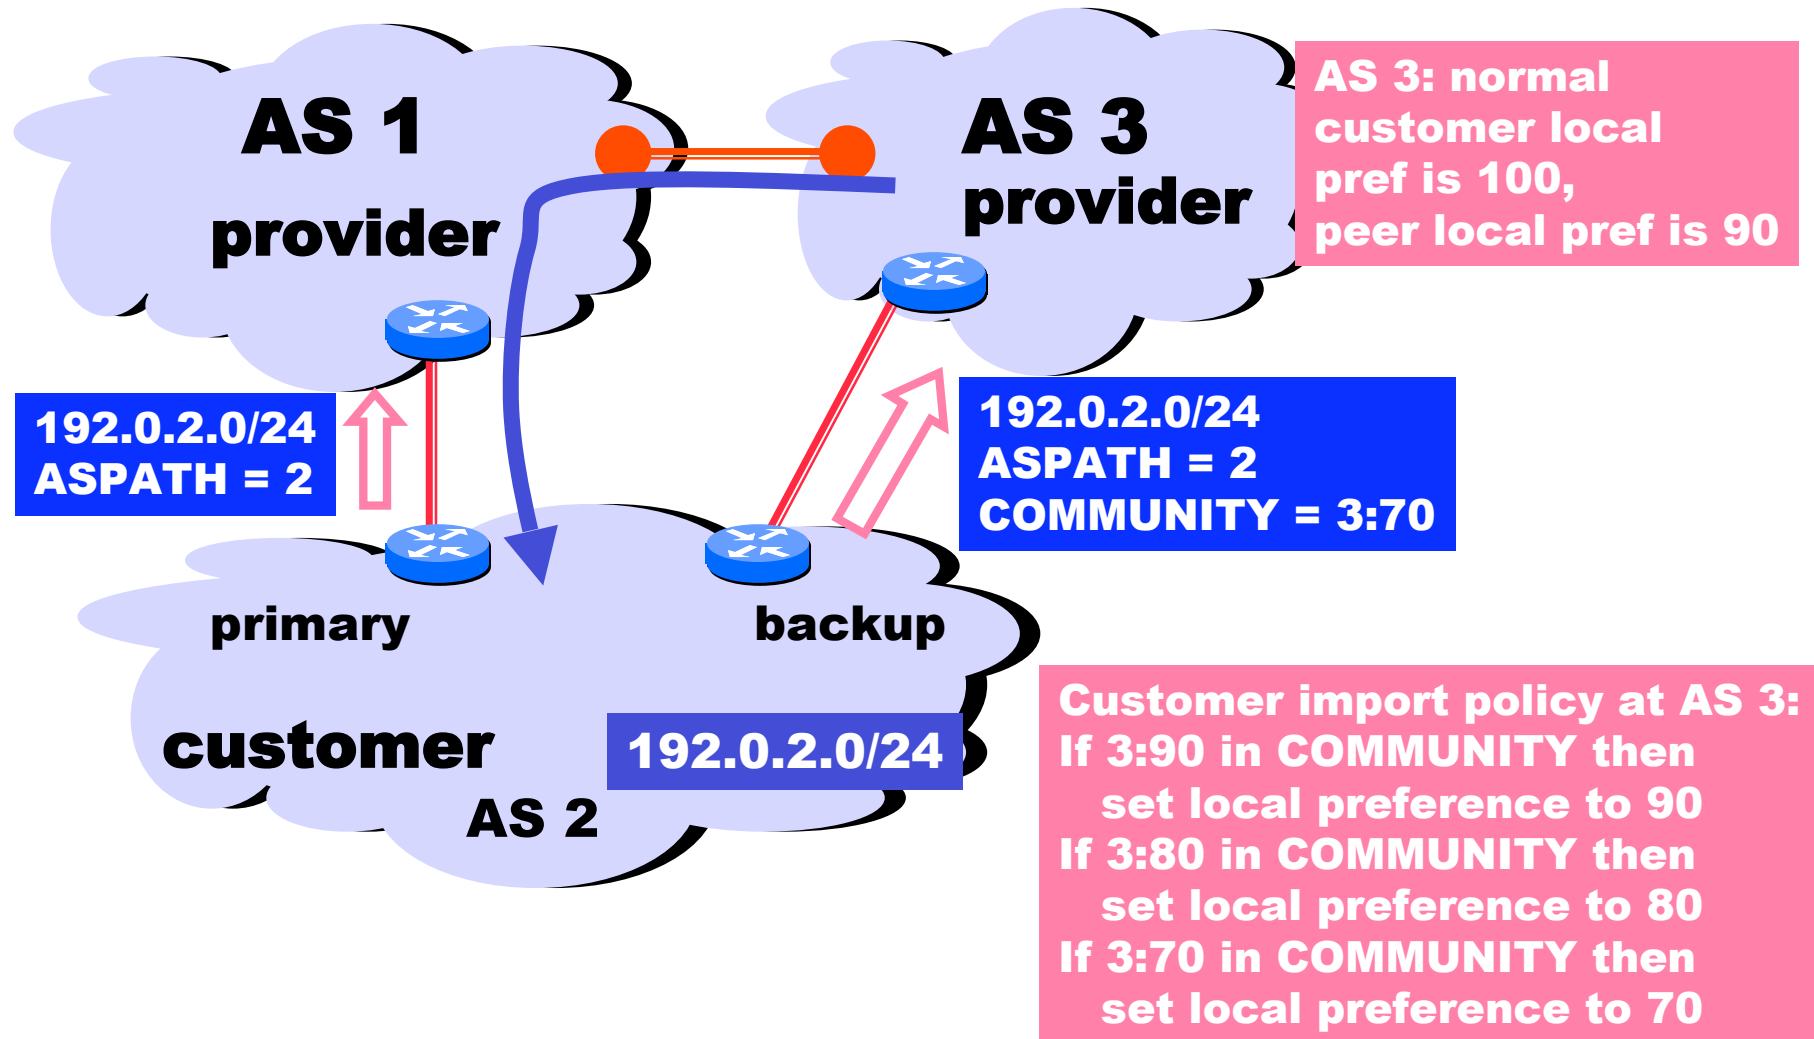 AS 1
provider
AS 3
provider
AS 3: normal
customer local
pref is 100,
peer local pref is 90
192.0.2.0/24
ASPATH = 2
192.0.2.0/24
ASPATH = 2
COMMUNITY = 3:70
primary
backup
customer
192.0.2.0/24
AS 2
Customer import policy at AS 3:
If 3:90 in COMMUNITY then
set local preference to 90
If 3:80 in COMMUNITY then
set local preference to 80
If 3:70 in COMMUNITY then
set local preference to 70